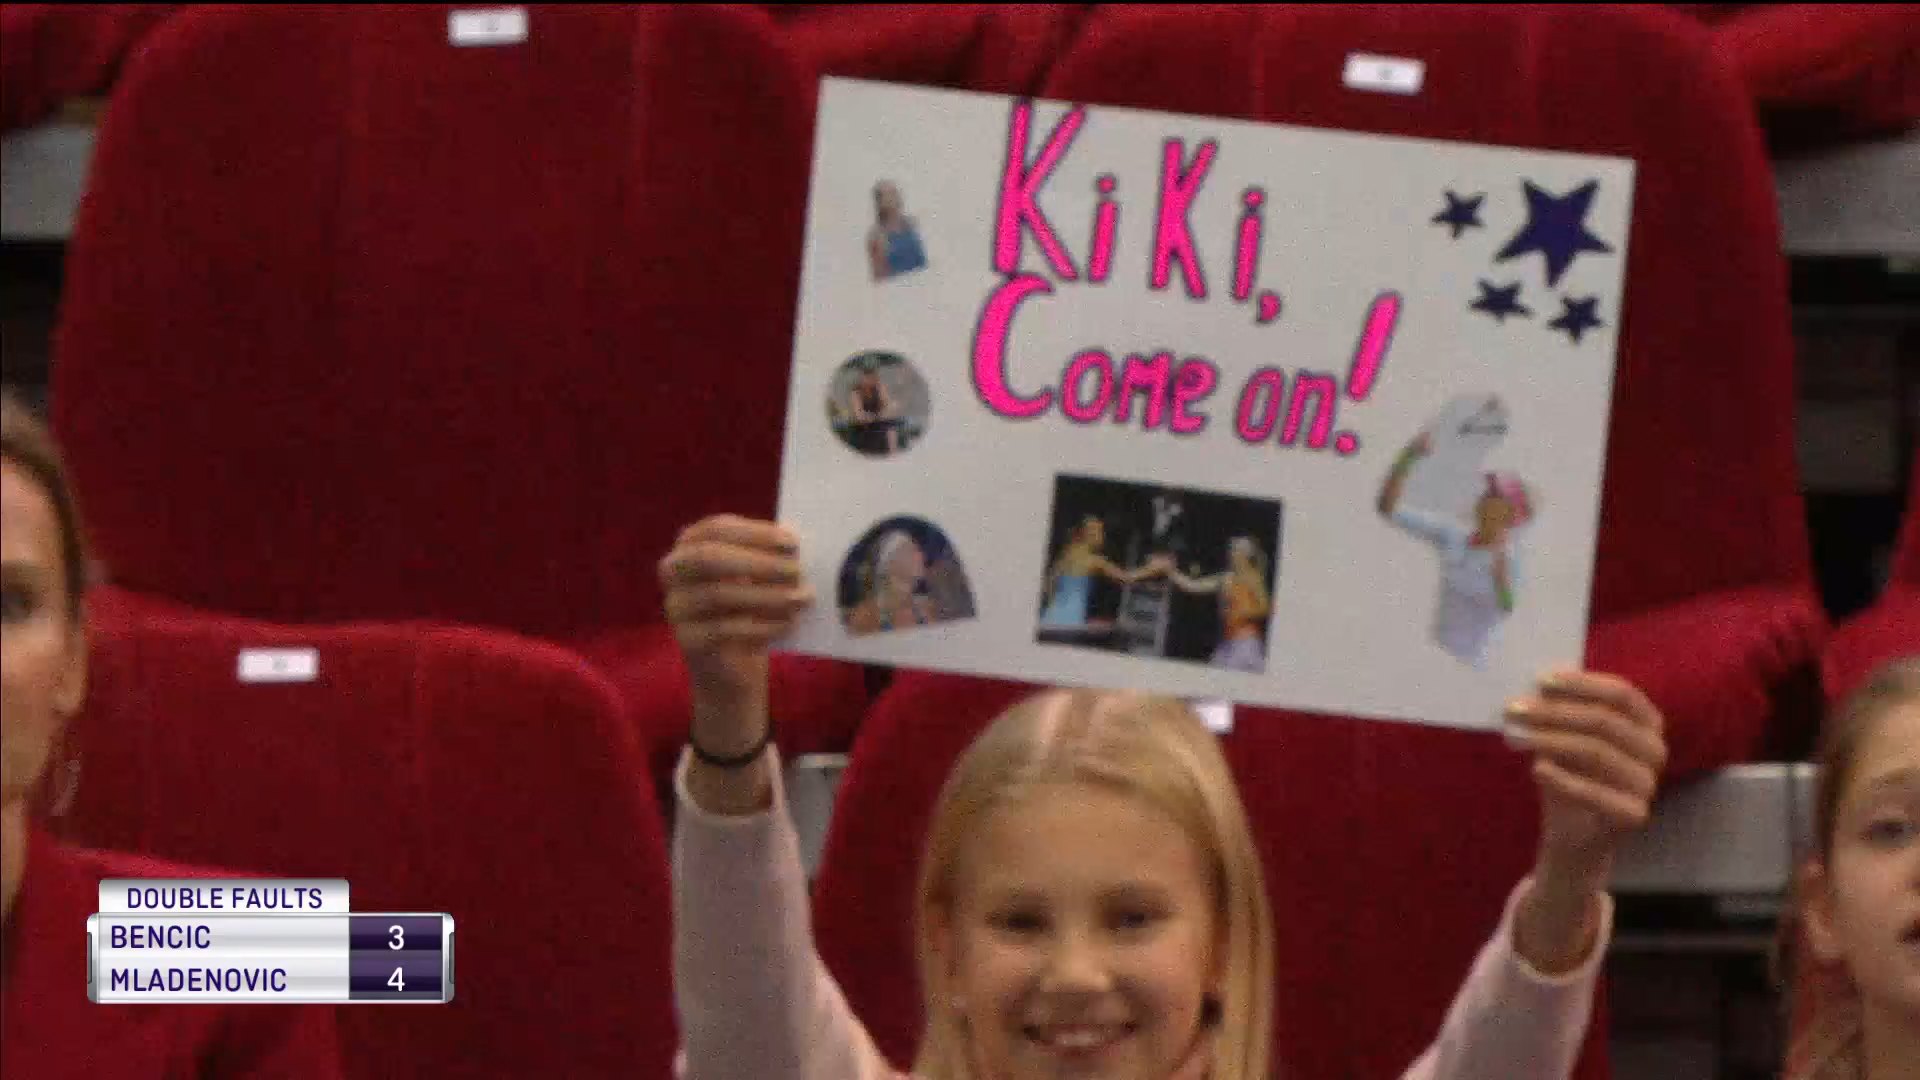 KiKi,
Come on!
DOUBLE FAULTS
BENCIC 3
MLADENOVIC 4